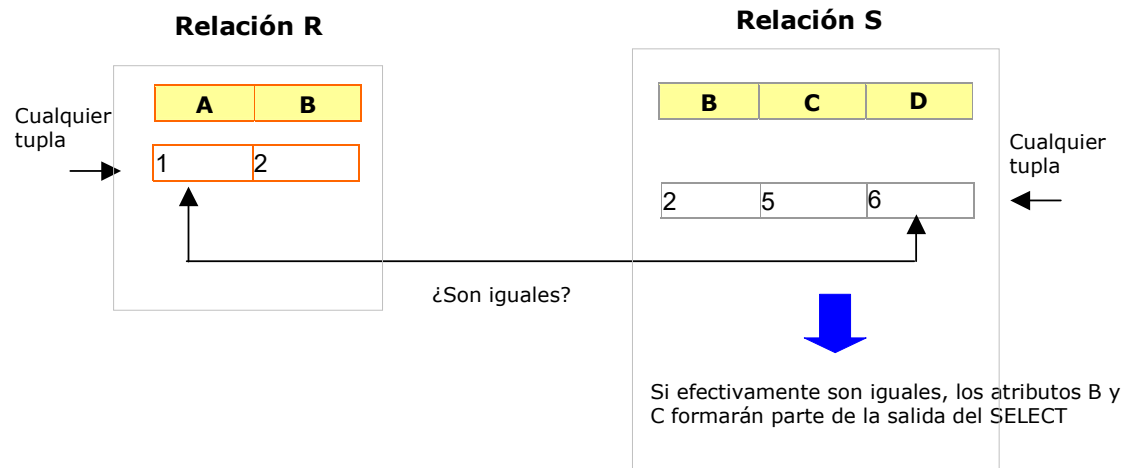 Relación R
Relación S
A B
B C D
Cualquier
tupla
1 2
Cualquier
tupla
2 5 6
¿Son iguales?
Si efectivamente son iguales, los atributos B y
C formarán parte de la salida del SELECT